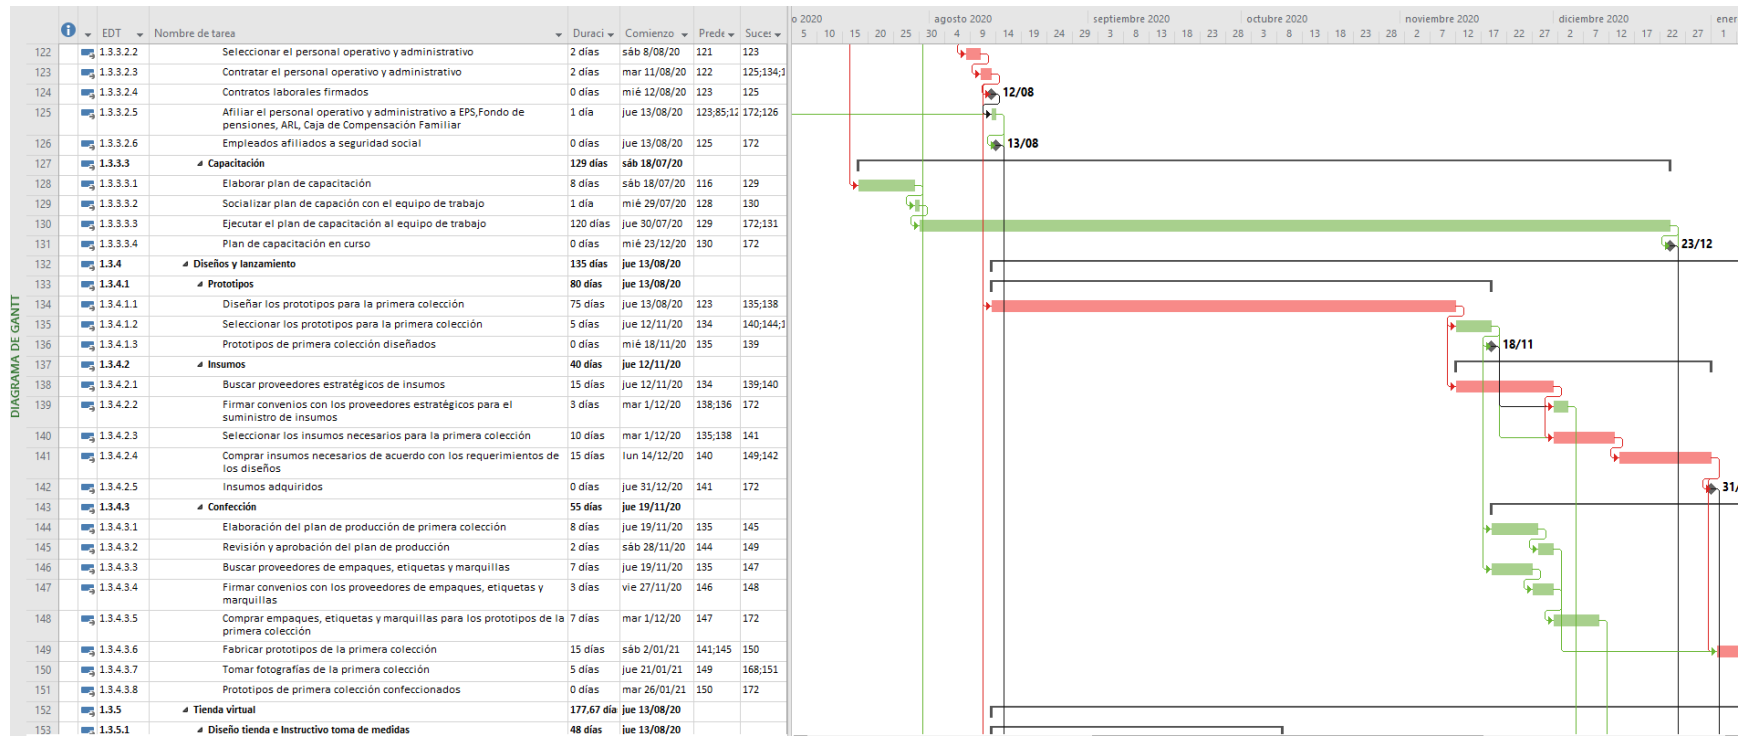 o 2020 agosto 2020 septiembre 2020 octubre 2020 noviembre 2020 diciembre 2020 ener
EDT Nombre de tarea Duraci Comienzo Prede Suces 5 10 15 20 25 30 4 9 14 19 24 29 3 8 13 18 23 28 3 8 13 18 23 28 2 7 12 17 22 27 2 7 12 17 22 27 1
122 1.3.3.2.2 Seleccionar el personal operativo y administrativo 2 días sáb 8/08/20 121 123
123 1.3.3.2.3 Contratar el personal operativo y administrativo 2 días mar 11/08/20 122 125;134;1
124 1.3.3.2.4 Contratos laborales firmados 0 días mié 12/08/20 123 125 12/08
125 1.3.3.2.5 Afiliar el personal operativo y administrativo a EPS,Fondo de 1 día jue 13/08/20 123;85;12 172;126
pensiones, ARL, Caja de Compensación Familiar
126 1.3.3.2.6 Empleados afiliados a seguridad social 0 días jue 13/08/20 125 172 13/08
127 1.3.3.3 Capacitación 129 días sáb 18/07/20
128 1.3.3.3.1 Elaborar plan de capacitación 8 días sáb 18/07/20 116 129
129 1.3.3.3.2 Socializar plan de capación con el equipo de trabajo 1 día mié 29/07/20 128 130
130 1.3.3.3.3 Ejecutar el plan de capacitación al equipo de trabajo 120 días jue 30/07/20 129 172;131
131 1.3.3.3.4 Plan de capacitación en curso 0 días mié 23/12/20 130 172 23/12
132 1.3.4 Diseños y lanzamiento 135 días jue 13/08/20
133 1.3.4.1 Prototipos 80 días jue 13/08/20
134 1.3.4.1.1 Diseñar los prototipos para la primera colección 75 días jue 13/08/20 123 135;138
135 1.3.4.1.2 Seleccionar los prototipos para la primera colección 5 días jue 12/11/20 134 140;144;1
136 1.3.4.1.3 Prototipos de primera colección diseñados 0 días mié 18/11/20 135 139 18/11
137 1.3.4.2 Insumos 40 días jue 12/11/20
138 1.3.4.2.1 Buscar proveedores estratégicos de insumos 15 días jue 12/11/20 134 139;140
139 1.3.4.2.2 Firmar convenios con los proveedores estratégicos para el 3 días mar 1/12/20 138;136 172
suministro de insumos
140 1.3.4.2.3 Seleccionar los insumos necesarios para la primera colección 10 días mar 1/12/20 135;138 141
141 1.3.4.2.4 Comprar insumos necesarios de acuerdo con los requerimientos de 15 días lun 14/12/20 140 149;142
los diseños
142 1.3.4.2.5 Insumos adquiridos 0 días jue 31/12/20 141 172 31/
143 1.3.4.3 Confección 55 días jue 19/11/20
144 1.3.4.3.1 Elaboración del plan de producción de primera colección 8 días jue 19/11/20 135 145
145 1.3.4.3.2 Revisión y aprobación del plan de producción 2 días sáb 28/11/20 144 149
146 1.3.4.3.3 Buscar proveedores de empaques, etiquetas y marquillas 7 días jue 19/11/20 135 147
147 1.3.4.3.4 Firmar convenios con los proveedores de empaques, etiquetas y 3 días vie 27/11/20 146 148
marquillas
148 1.3.4.3.5 Comprar empaques, etiquetas y marquillas para los prototipos de la 7 días mar 1/12/20 147 172
primera colección
149 1.3.4.3.6 Fabricar prototipos de la primera colección 15 días sáb 2/01/21 141;145 150
150 1.3.4.3.7 Tomar fotografías de la primera colección 5 días jue 21/01/21 149 168;151
151 1.3.4.3.8 Prototipos de primera colección confeccionados 0 días mar 26/01/21 150 172
152 1.3.5 Tienda virtual 177,67 día jue 13/08/20
153 1.3.5.1 Diseño tienda e Instructivo toma de medidas 48 días jue 13/08/20
DIAGRAMA DE GANTT